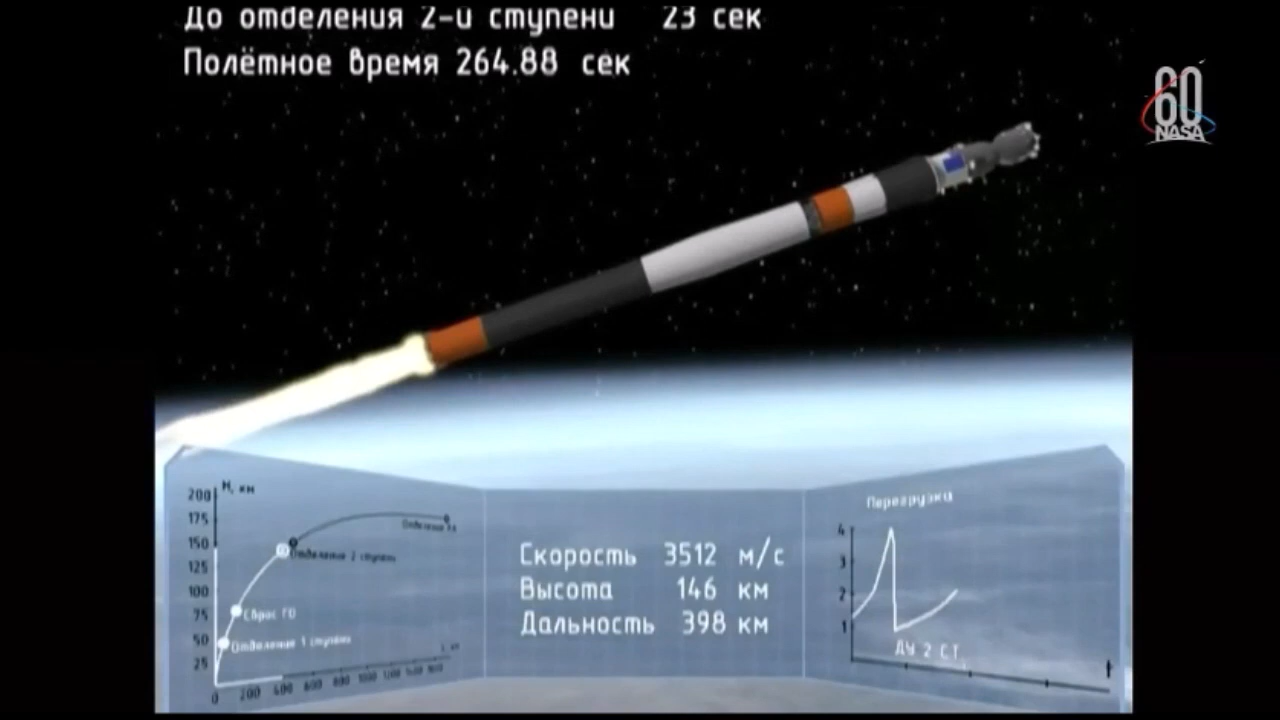 До отделения 2-й ступени 23 сек
Полётное время 264.88 сек
60
NASA
200 Н, км
175
150
125
100
75
50
25
0 200 400 600 800 1000 1200 1400 1600
Отделение 2 ступени
Сброс ГО
Отделение 1 ступени
Отделение
Скорость 3512 м/с
Высота 146 км
Дальность 398 км
Перегрузка
4
3
2
1
ДУ 2 СТ.
t